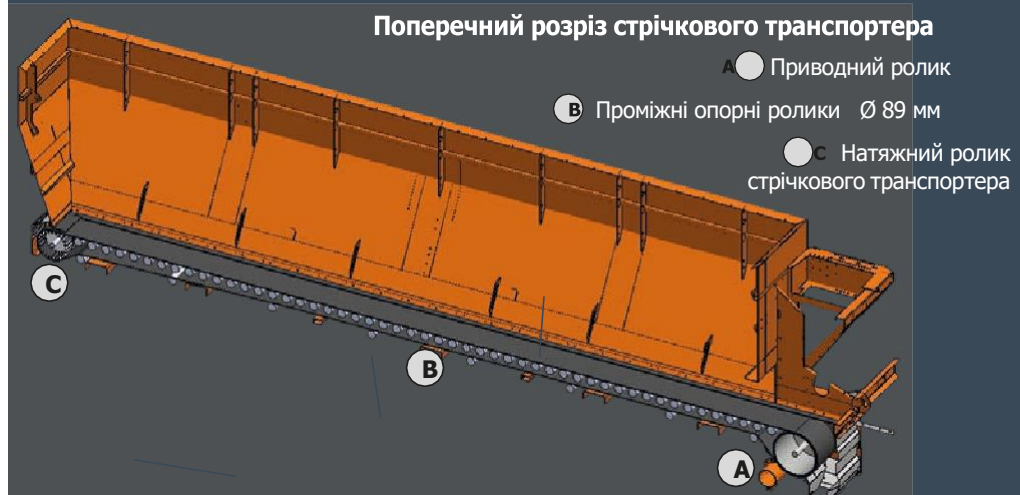 Поперечний розріз стрічкового транспортера
A Приводний ролик
B Проміжні опорні ролики Ø 89 мм
C Натяжний ролик
стрічкового транспортера
C
B
A